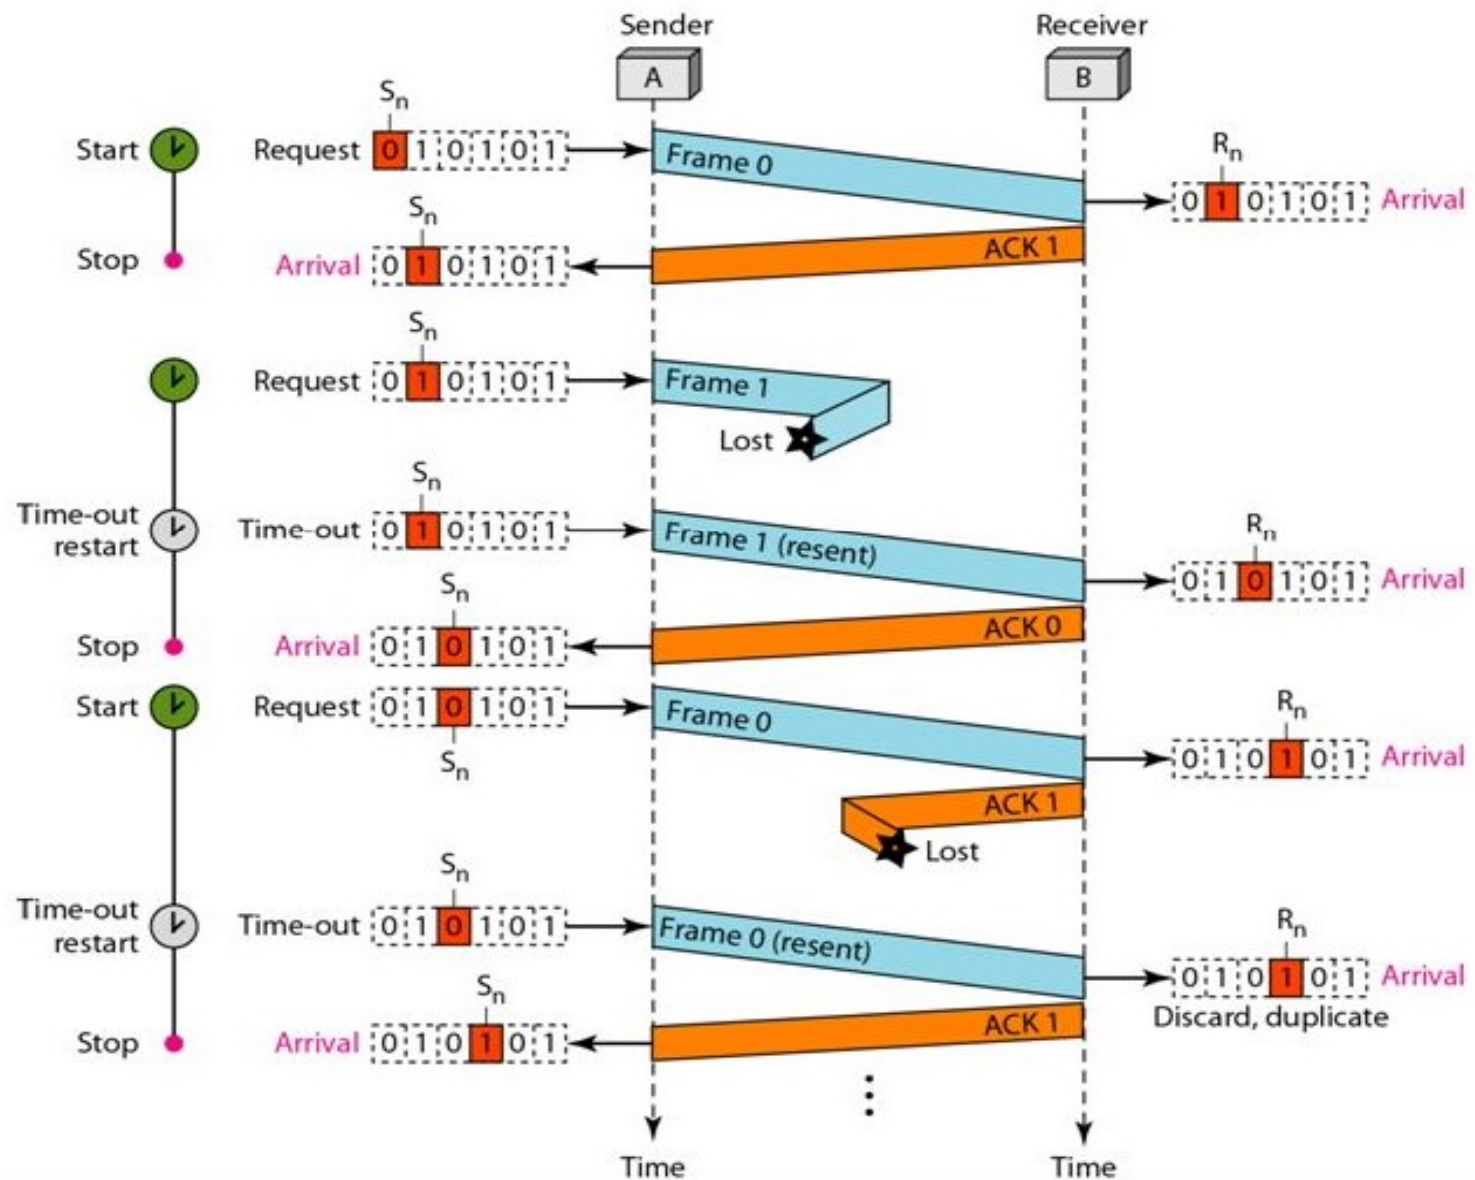 Sender Receiver
A B
Sn
Start Request 0 1 0 1 0 1 Frame 0
Rn
0 1 0 1 0 1 Arrival
Sn
Stop Arrival 0 1 0 1 0 1 ACK 1
Sn
Request 0 1 0 1 0 1 Frame 1
Lost
Sn
Time-out
restart
Time-out 0 1 0 1 0 1 Frame 1 (resent)
Rn
0 1 0 1 0 1 Arrival
Sn
Stop Arrival 0 1 0 1 0 1 ACK 0
Start Request 0 1 0 1 0 1 Frame 0
Sn
Rn
0 1 0 1 0 1 Arrival
ACK 1
Lost
Sn
Time-out
restart
Time-out 0 1 0 1 0 1 Frame 0 (resent)
Rn
0 1 0 1 0 1 Arrival
Discard, duplicate
Sn
Stop Arrival 0 1 0 1 0 1 ACK 1
Time Time